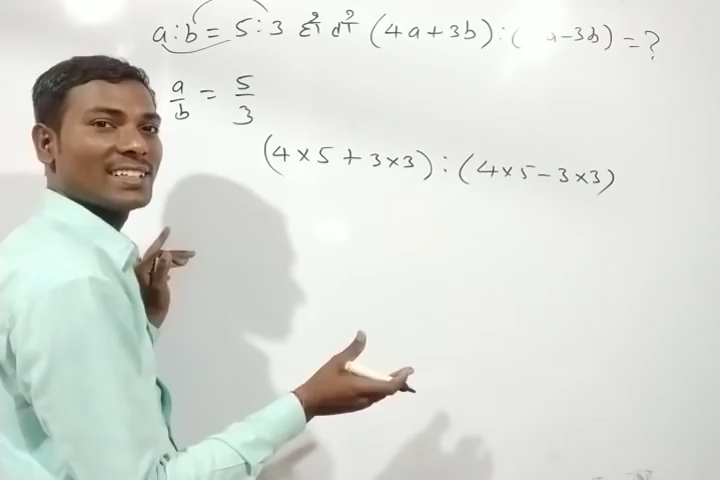 a:b = 5:3 है तो (4a+3b):( a-3b) = ?
a/b = 5/3
(4×5+3×3):(4×5-3×3)